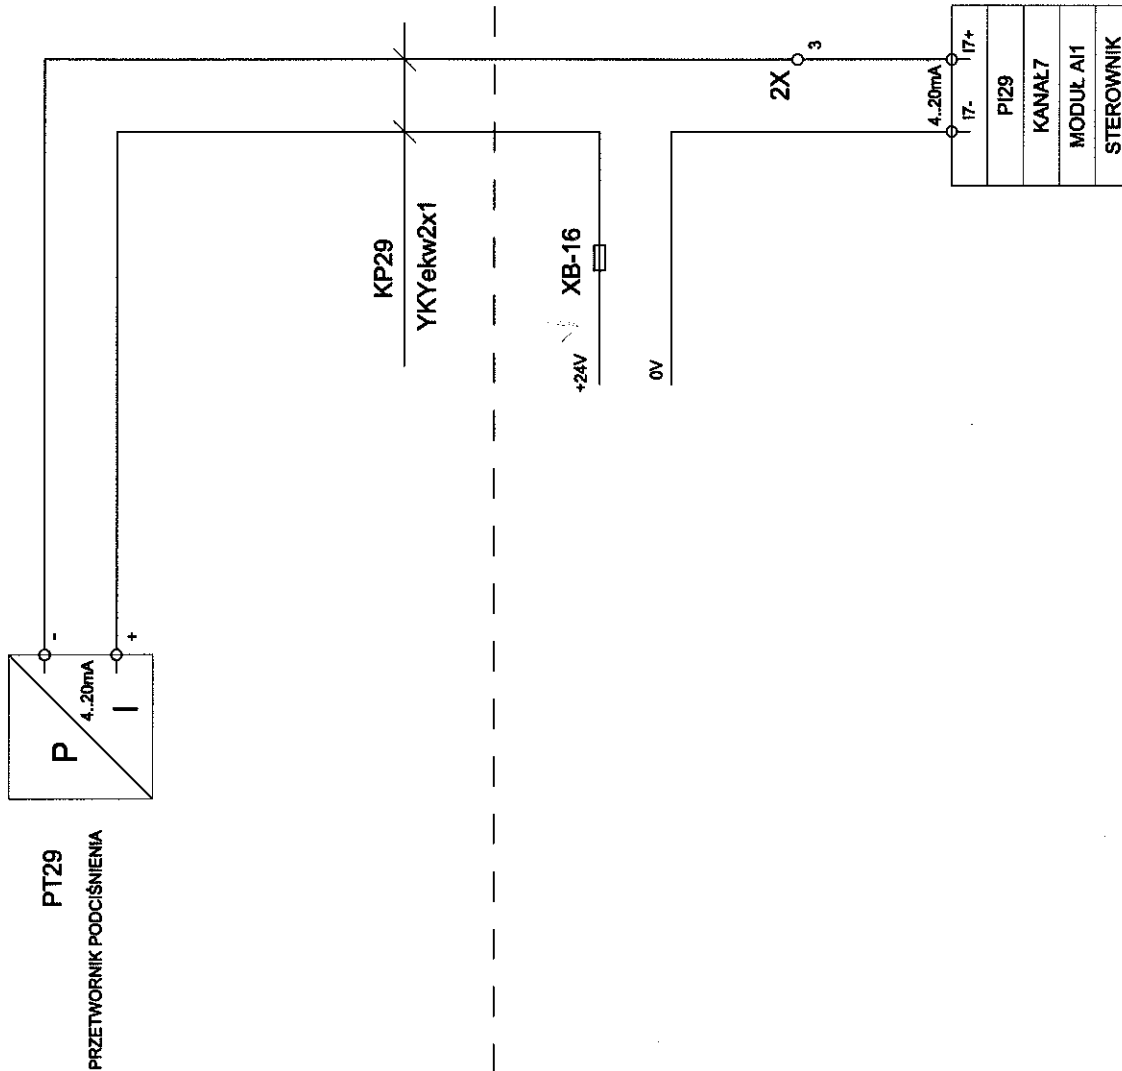 PT29
PRZETWORNIK PODCIŚNIENIA
P
4..20mA
I
-
+
KP29
YKYekw2x1
XB-16
+24V
0V
2X
3
4..20mA
I7-
I7+
PI29
KANAŁ7
MODUŁ AI1
STEROWNIK